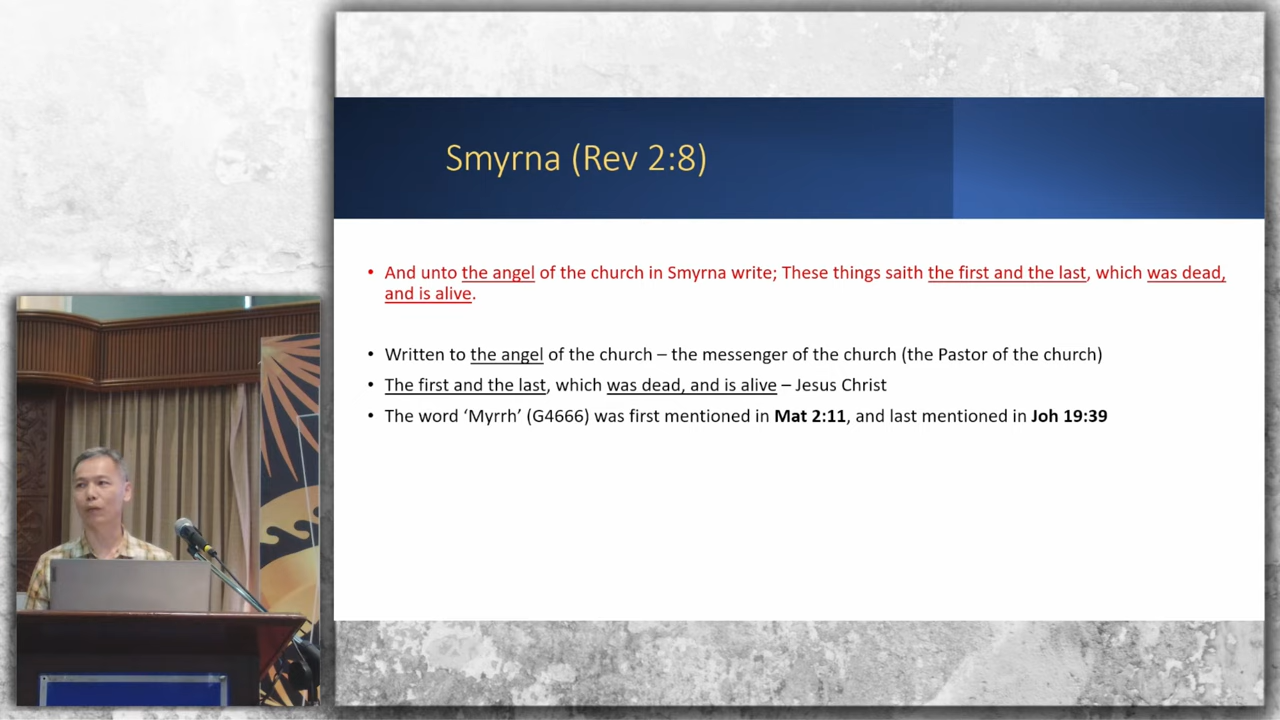 Smyrna (Rev 2:8)
• And unto the angel of the church in Smyrna write; These things saith the first and the last, which was dead,
and is alive.
• Written to the angel of the church – the messenger of the church (the Pastor of the church)
• The first and the last, which was dead, and is alive – Jesus Christ
• The word ‘Myrrh’ (G4666) was first mentioned in Mat 2:11, and last mentioned in Joh 19:39